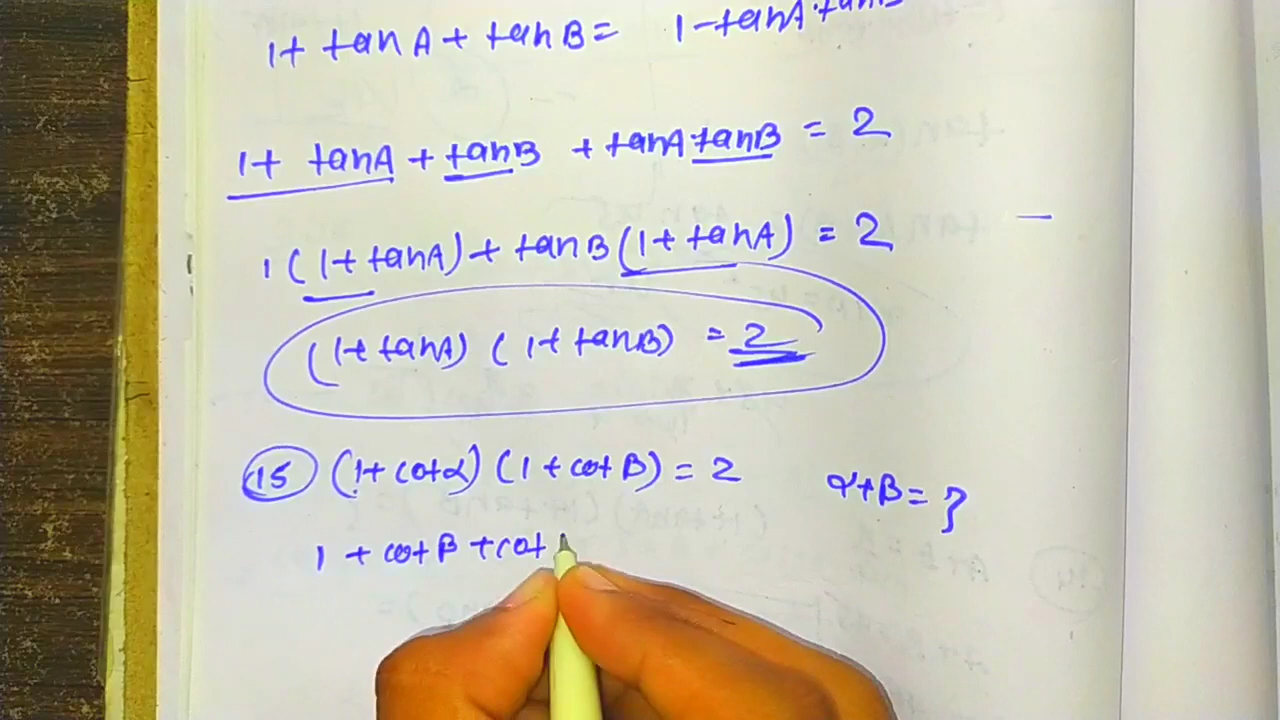 1+ tanA + tanB = 1-tanA.tanB
1+ tanA + tanB + tanA tanB = 2
1(1+tanA)+ tanB(1+tanA) = 2
(1+tanA) (1+tanB) = 2
15 (1+cotα) (1+cotβ) = 2 α+β = ?
1 + cotβ + cot